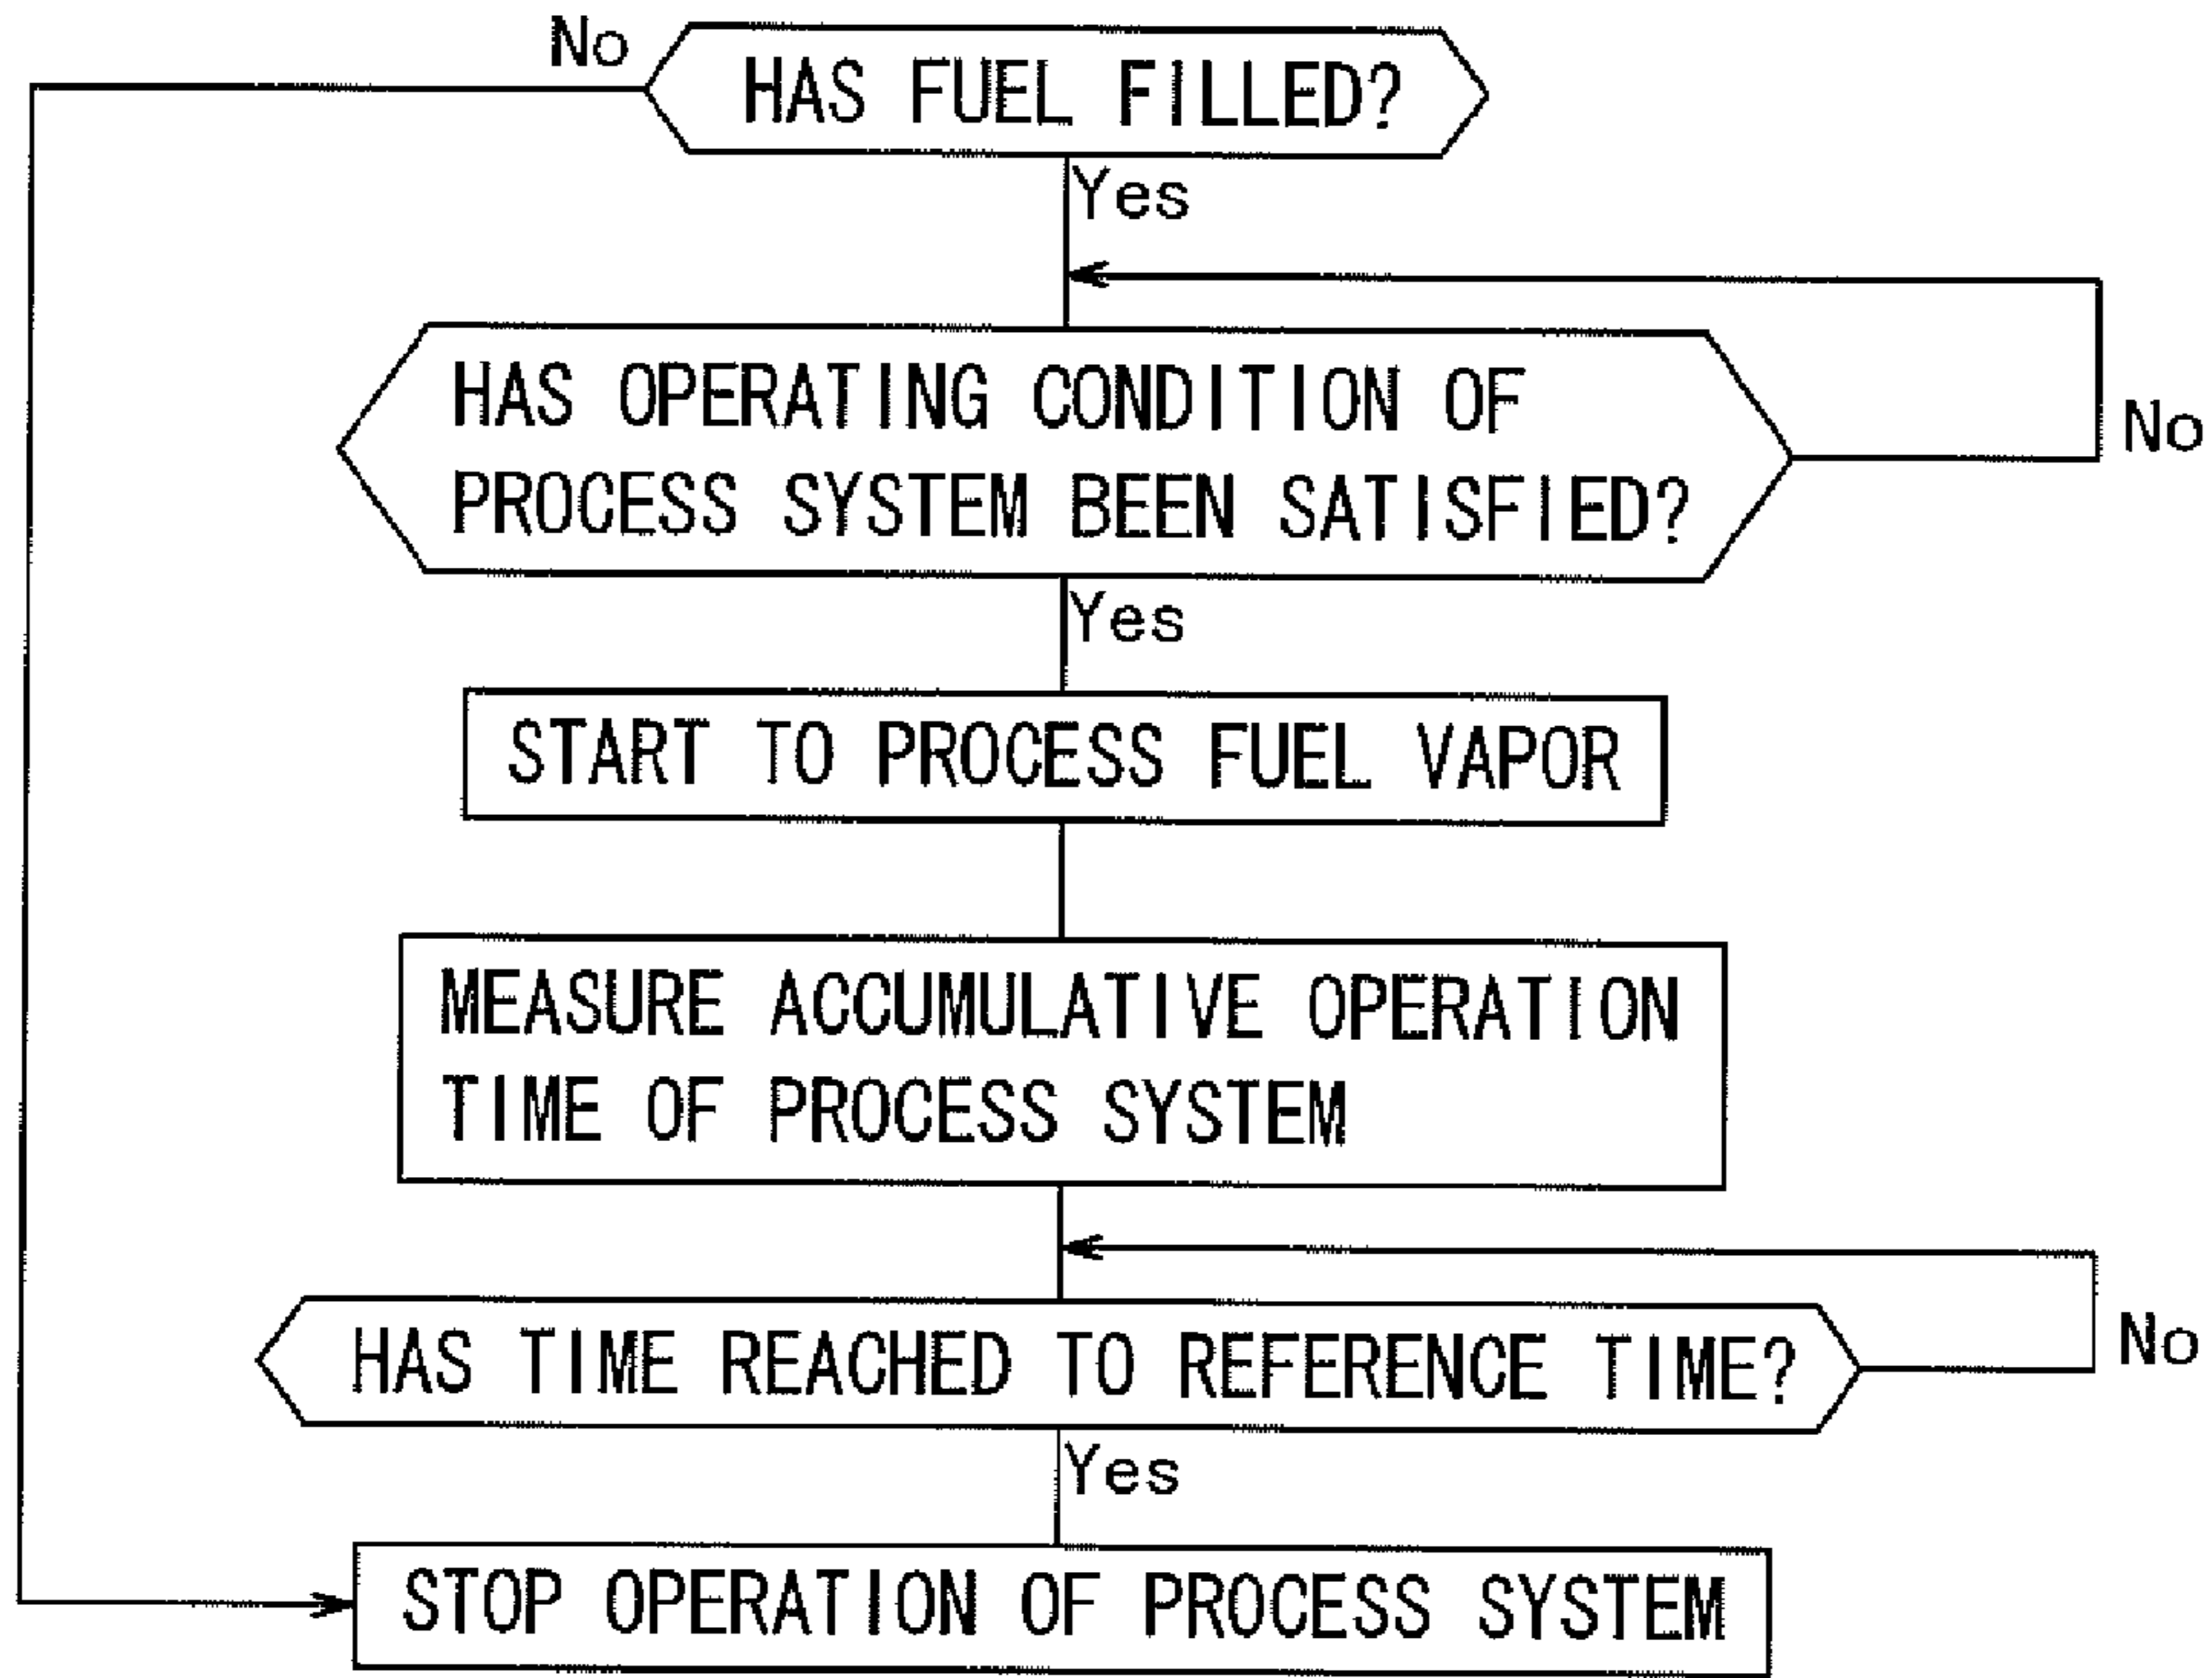 No
HAS FUEL FILLED?
Yes
HAS OPERATING CONDITION OF
PROCESS SYSTEM BEEN SATISFIED?
No
Yes
START TO PROCESS FUEL VAPOR
MEASURE ACCUMULATIVE OPERATION
TIME OF PROCESS SYSTEM
HAS TIME REACHED TO REFERENCE TIME?
No
Yes
STOP OPERATION OF PROCESS SYSTEM